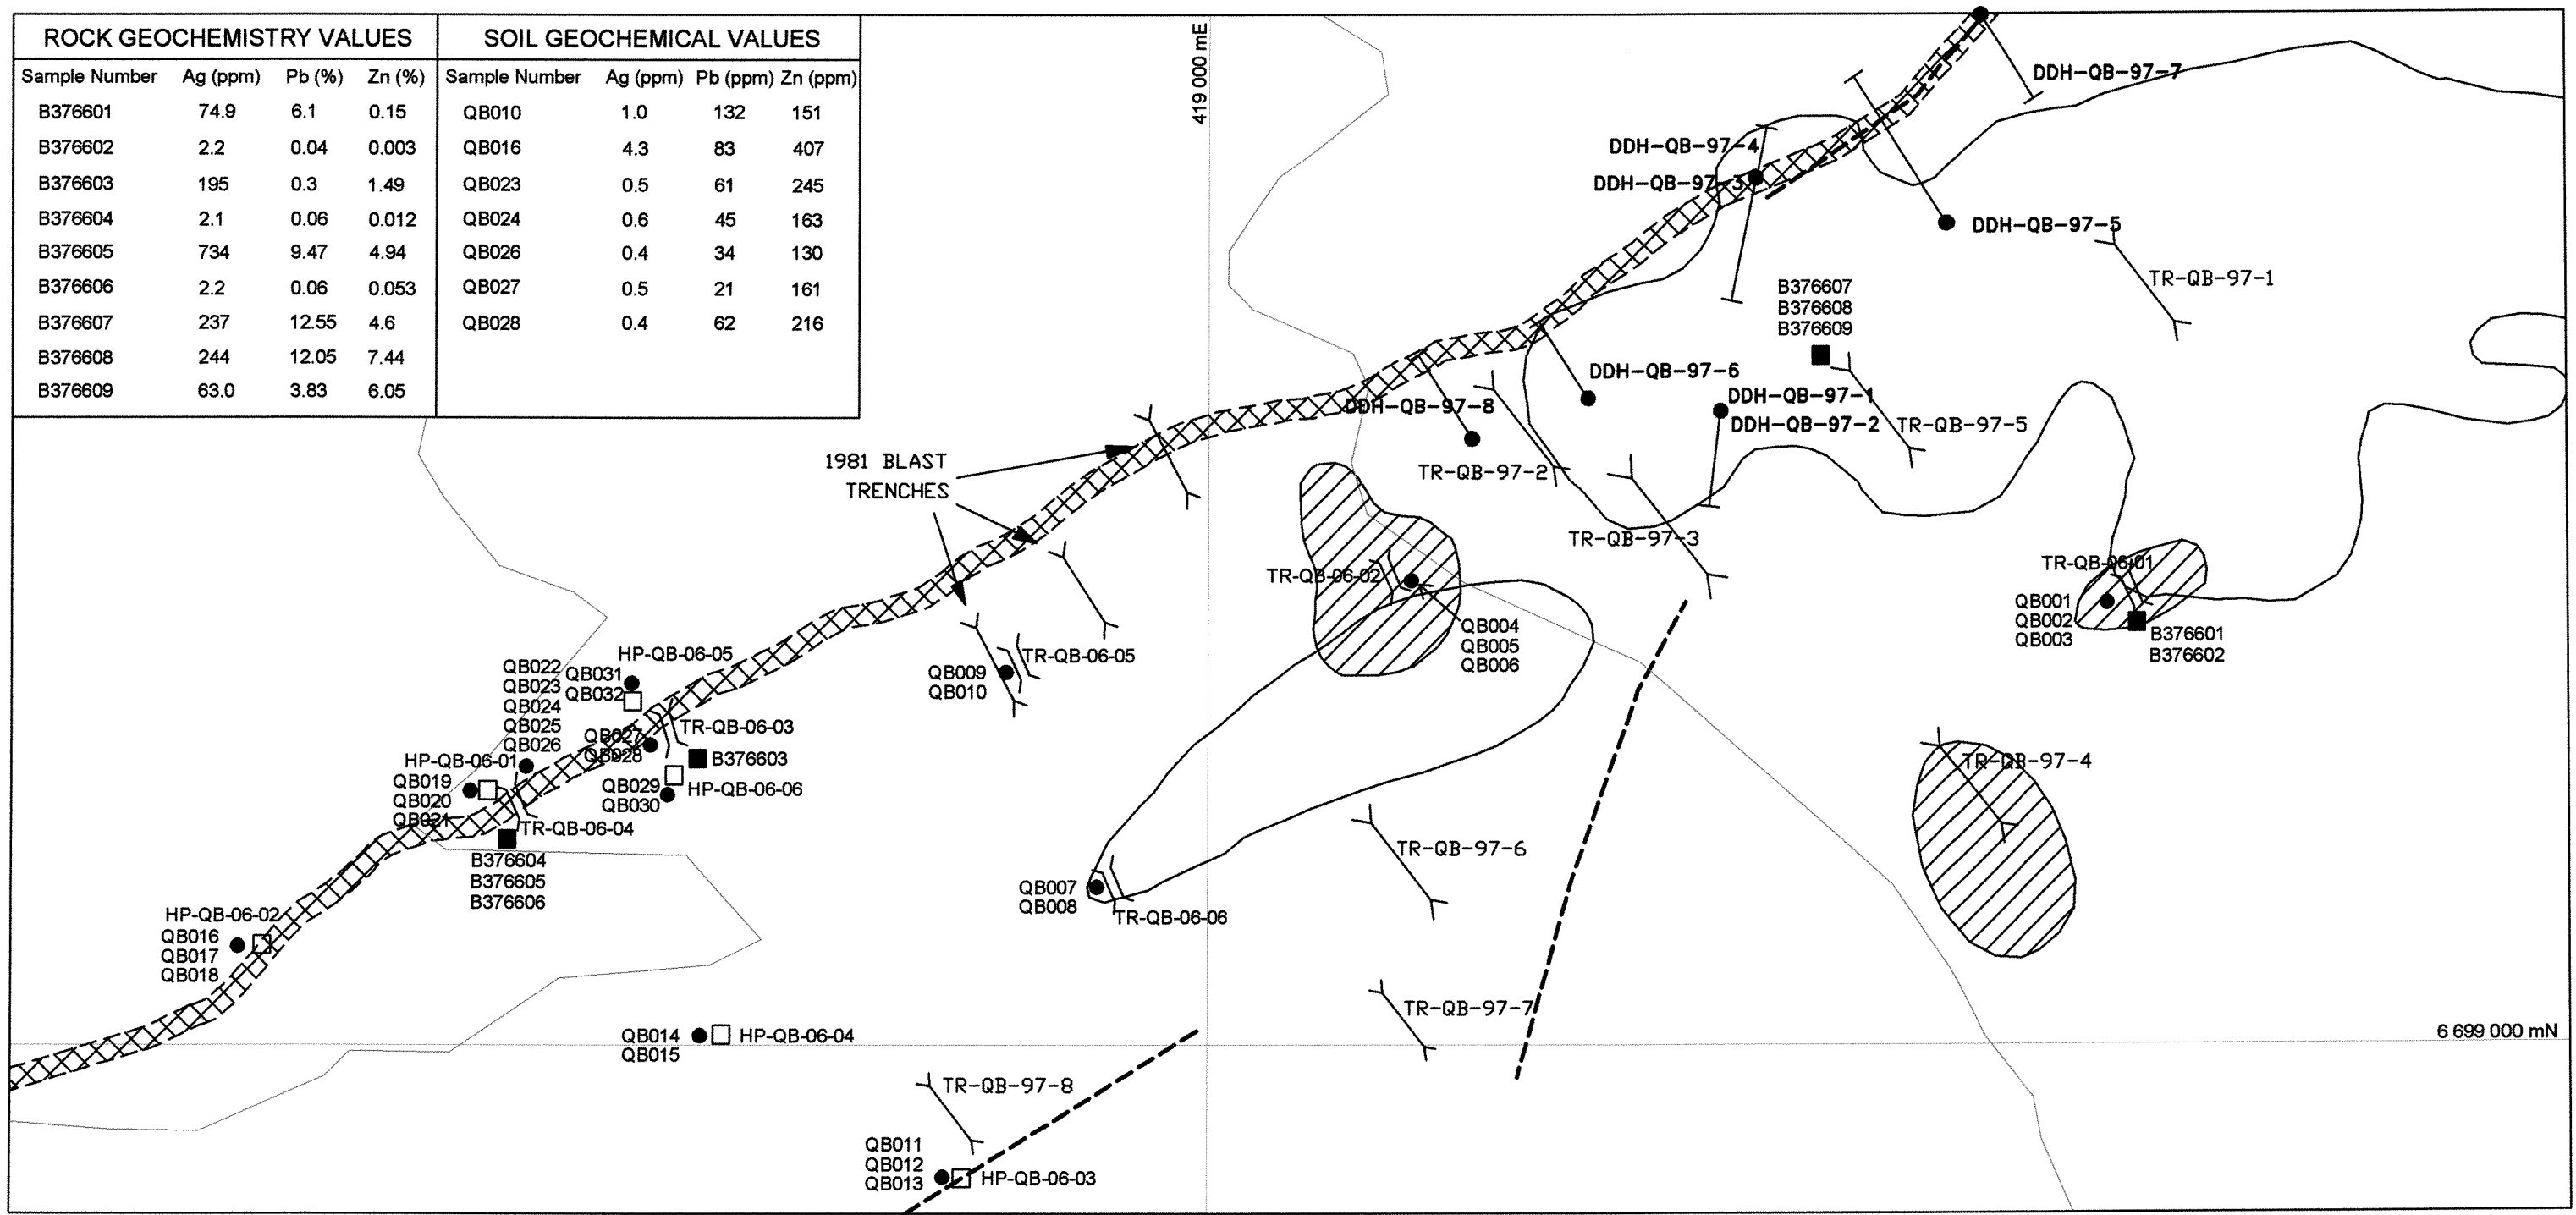 ROCK GEOCHEMISTRY VALUES
Sample Number Ag (ppm) Pb (%) Zn (%)
B376601 74.9 6.1 0.15
B376602 2.2 0.04 0.003
B376603 195 0.3 1.49
B376604 2.1 0.06 0.012
B376605 734 9.47 4.94
B376606 2.2 0.06 0.053
B376607 237 12.55 4.6
B376608 244 12.05 7.44
B376609 63.0 3.83 6.05
SOIL GEOCHEMICAL VALUES
Sample Number Ag (ppm) Pb (ppm) Zn (ppm)
QB010 1.0 132 151
QB016 4.3 83 407
QB023 0.5 61 245
QB024 0.6 45 163
QB026 0.4 34 130
QB027 0.5 21 161
QB028 0.4 62 216
419 000 mE
DDH-QB-97-7
DDH-QB-97-4
DDH-QB-97-3
DDH-QB-97-5
TR-QB-97-1
B376607
B376608
B376609
DDH-QB-97-6
DDH-QB-97-8
DDH-QB-97-1
DDH-QB-97-2
TR-QB-97-5
TR-QB-97-2
1981 BLAST
TRENCHES
TR-QB-97-3
TR-QB-06-02
QB004
QB005
QB006
TR-QB-06-01
QB001
QB002
QB003
B376601
B376602
TR-QB-06-05
QB009
QB010
HP-QB-06-05
QB031
QB032
QB022
QB023
QB024
QB025
QB026
TR-QB-06-03
QB027
QB028
B376603
HP-QB-06-01
QB019
QB020
QB021
QB029
QB030
HP-QB-06-06
TR-QB-06-04
B376604
B376605
B376606
TR-QB-97-4
TR-QB-97-6
QB007
QB008
TR-QB-06-06
HP-QB-06-02
QB016
QB017
QB018
TR-QB-97-7
6 699 000 mN
QB014
QB015
HP-QB-06-04
TR-QB-97-8
QB011
QB012
QB013
HP-QB-06-03